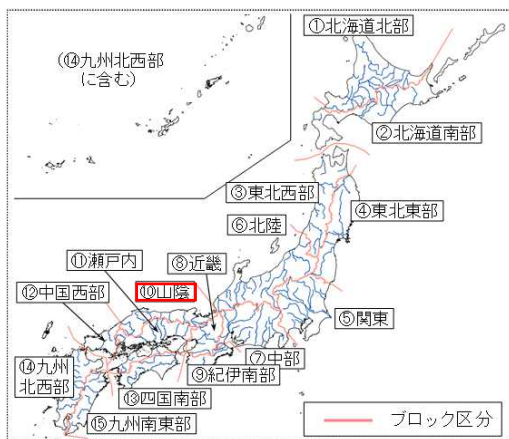 ①北海道北部
(⑭九州北西部
に含む)
②北海道南部
③東北西部
④東北東部
⑥北陸
⑪瀬戸内
⑧近畿
⑫中国西部
⑩山陰
⑤関東
⑭九州
北西部
⑦中部
⑨紀伊南部
⑬四国南部
⑮九州南東部
ブロック区分